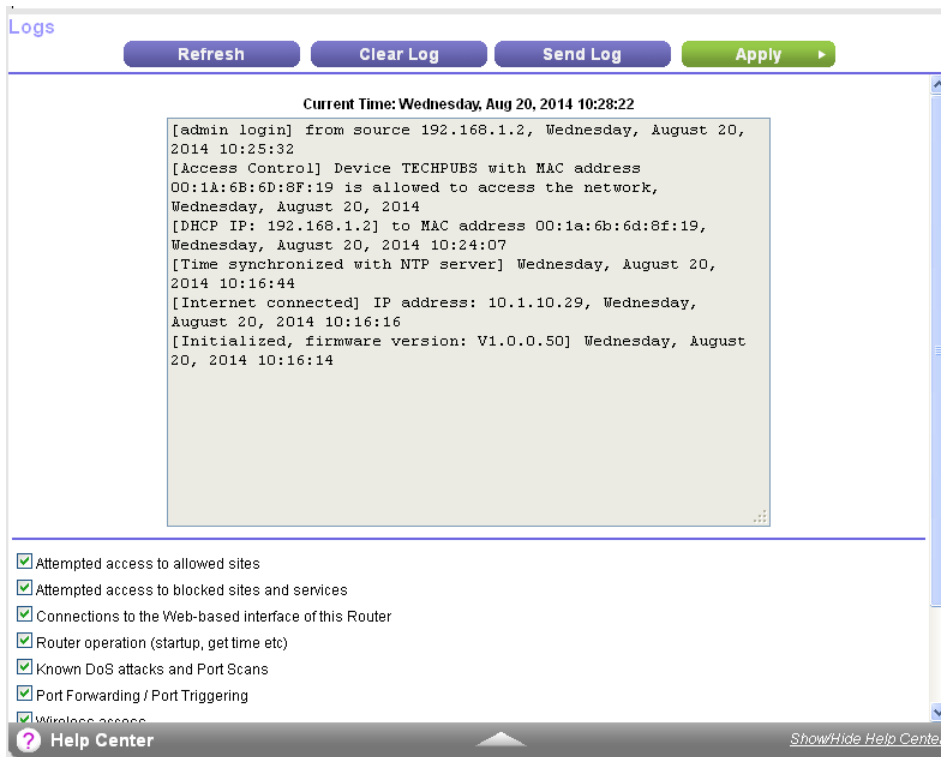 Logs
Refresh Clear Log Send Log Apply
Current Time: Wednesday, Aug 20, 2014 10:28:22
[admin login] from source 192.168.1.2, Wednesday, August 20,
2014 10:25:32
[Access Control] Device TECHPUBS with MAC address
00:1A:6B:6D:8F:19 is allowed to access the network,
Wednesday, August 20, 2014
[DHCP IP: 192.168.1.2] to MAC address 00:1a:6b:6d:8f:19,
Wednesday, August 20, 2014 10:24:07
[Time synchronized with NTP server] Wednesday, August 20,
2014 10:16:44
[Internet connected] IP address: 10.1.10.29, Wednesday,
August 20, 2014 10:16:16
[Initialized, firmware version: V1.0.0.50] Wednesday, August
20, 2014 10:16:14
Attempted access to allowed sites
Attempted access to blocked sites and services
Connections to the Web-based interface of this Router
Router operation (startup, get time etc)
Known DoS attacks and Port Scans
Port Forwarding / Port Triggering
Wireless access
? Help Center Show/Hide Help Center